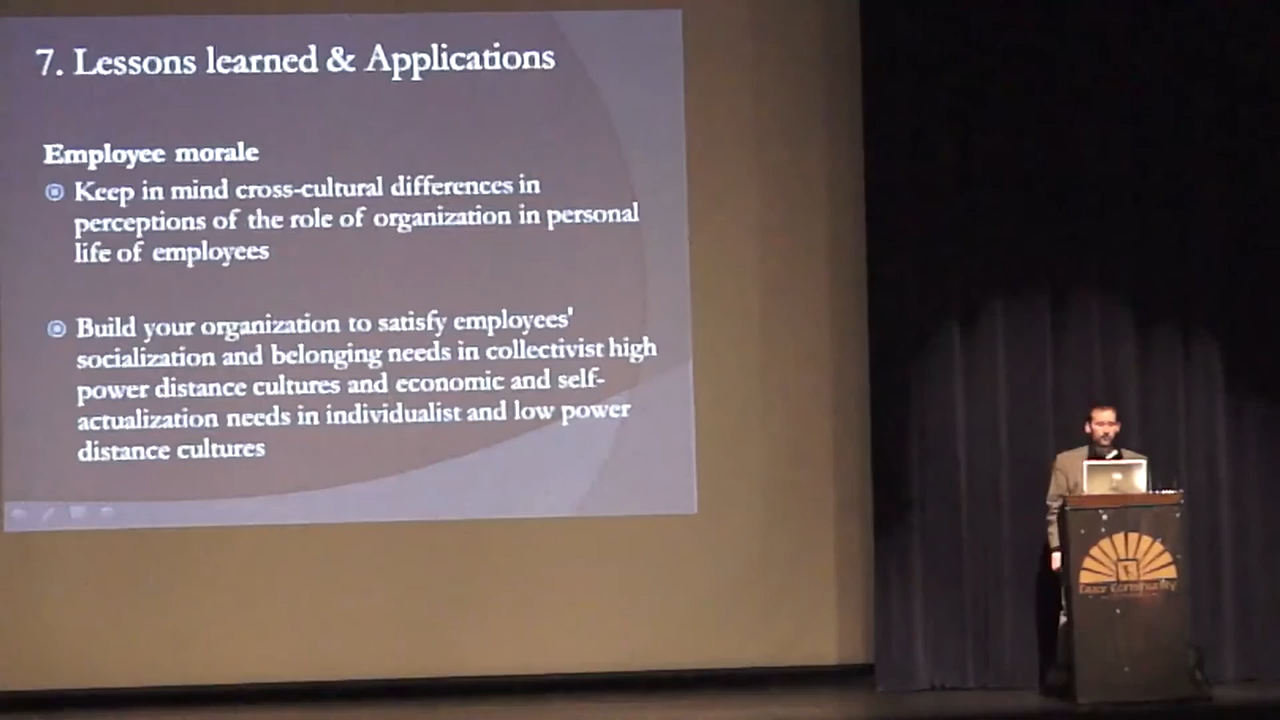 7. Lessons learned & Applications
Employee morale
Keep in mind cross-cultural differences in
perceptions of the role of organization in personal
life of employees
Build your organization to satisfy employees'
socialization and belonging needs in collectivist high
power distance cultures and economic and self-
actualization needs in individualist and low power
distance cultures
Community